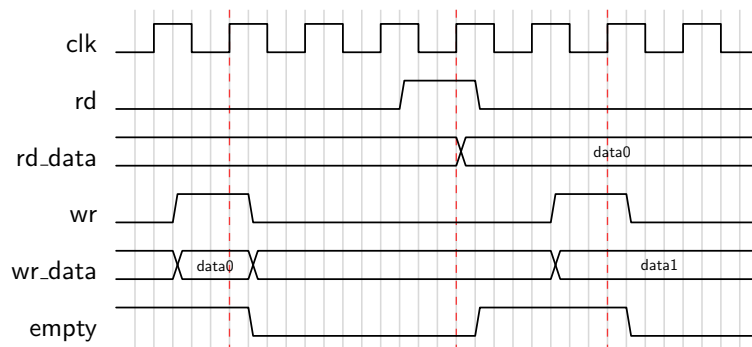 clk
rd
rd_data
data0
wr
wr_data
data0
data1
empty